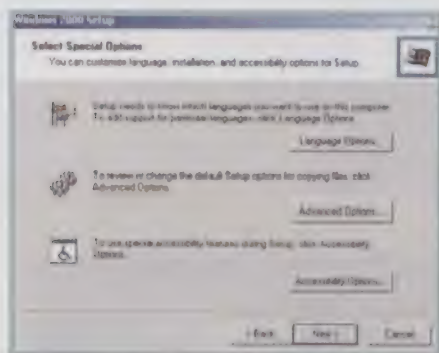 Windows 2000 Setup
Select Special Options
You can customize language, installation, and accessibility options for Setup.
Setup needs to know which languages you want to use on this computer.
To add support for particular languages, click Language Options.
Language Options...
To review or change the default Setup options for copying files, click
Advanced Options.
Advanced Options...
To use special accessibility features during Setup, click Accessibility
Options.
Accessibility Options...
< Back
Next >
Cancel